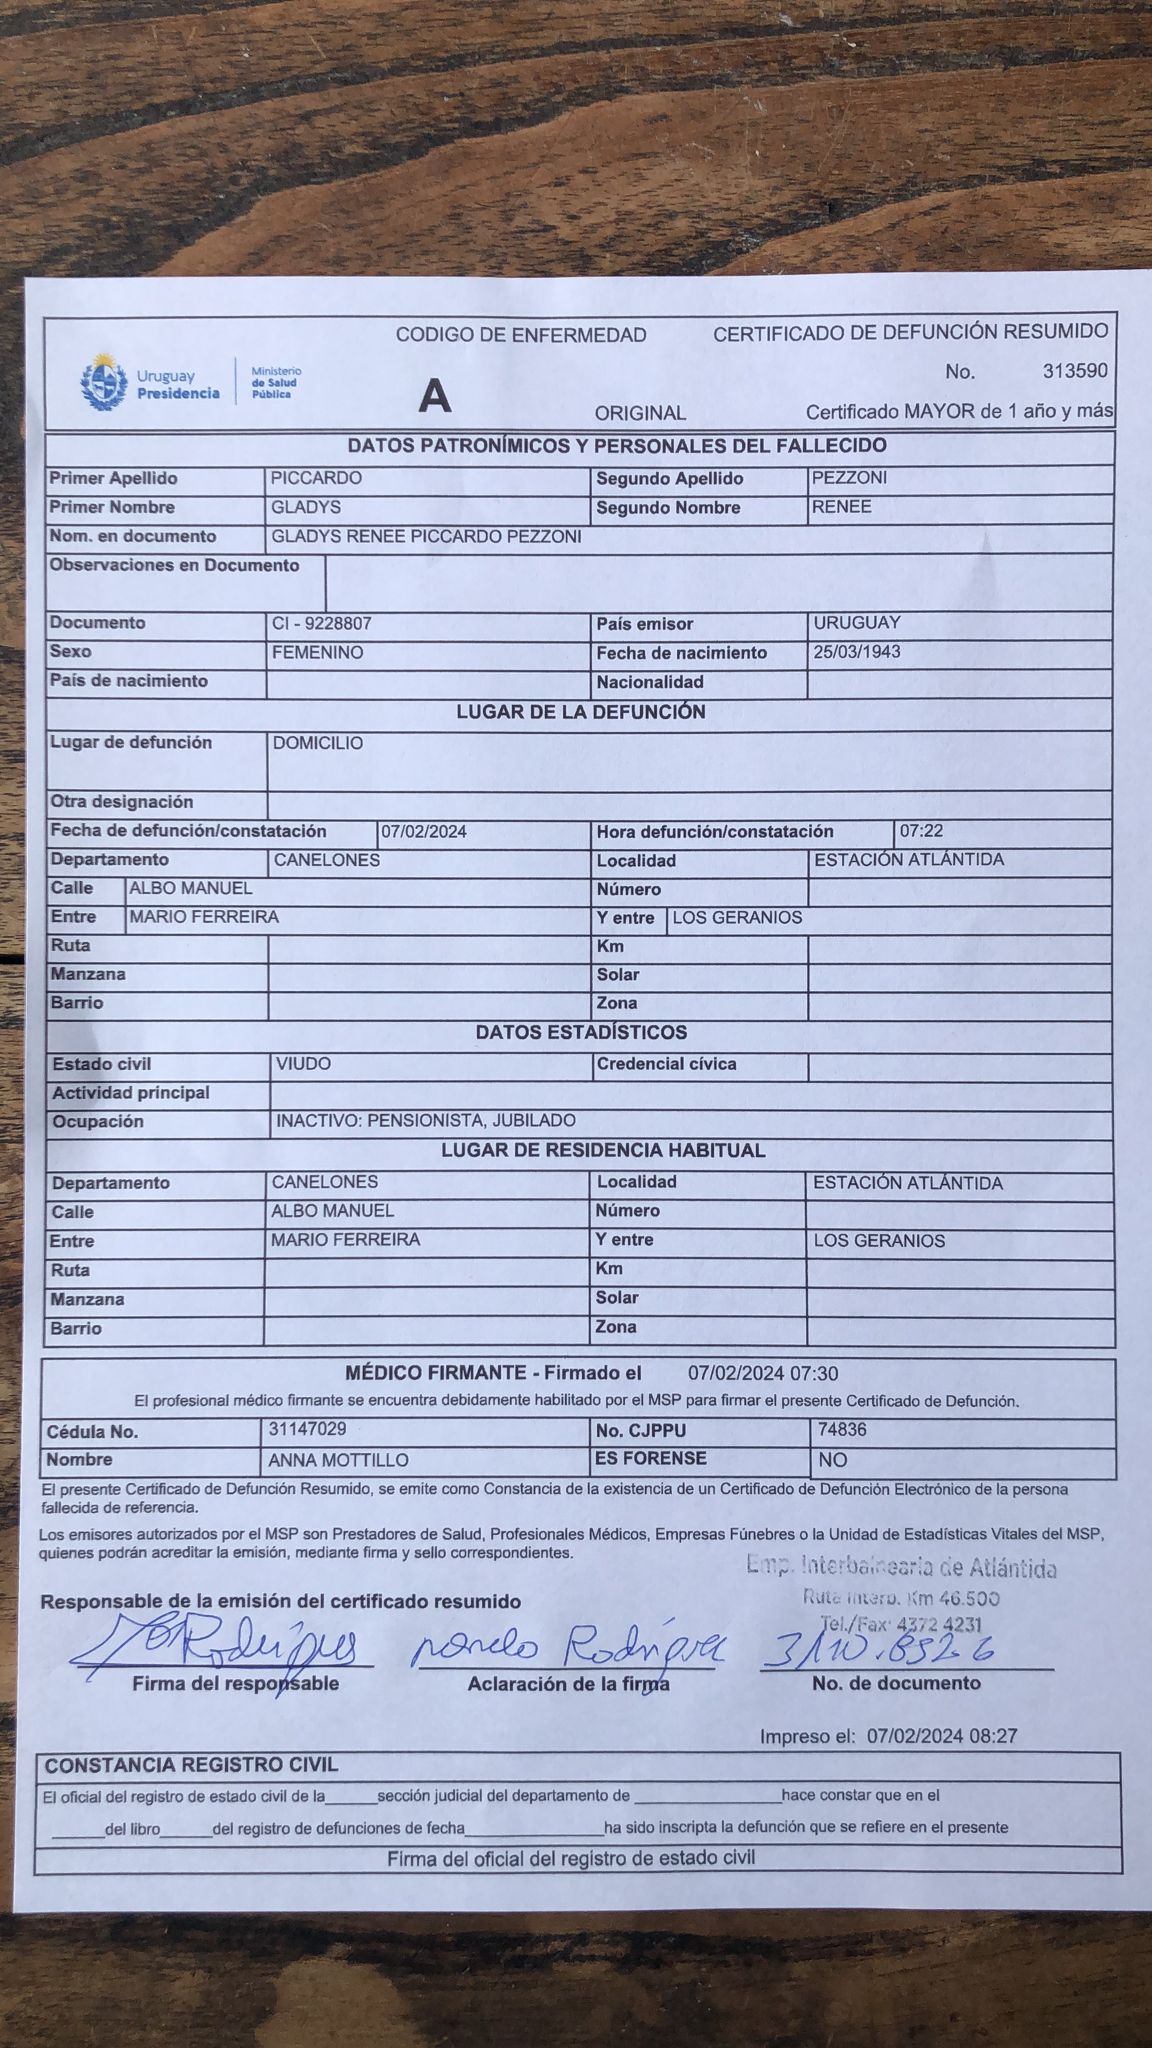 CODIGO DE ENFERMEDAD CERTIFICADO DE DEFUNCIÓN RESUMIDO
Uruguay Presidencia Ministerio de Salud Pública
A
No. 313590
ORIGINAL Certificado MAYOR de 1 año y más
DATOS PATRONÍMICOS Y PERSONALES DEL FALLECIDO
Primer Apellido PICCARDO Segundo Apellido PEZZONI
Primer Nombre GLADYS Segundo Nombre RENEE
Nom. en documento GLADYS RENEE PICCARDO PEZZONI
Observaciones en Documento
Documento CI - 9228807 País emisor URUGUAY
Sexo FEMENINO Fecha de nacimiento 25/03/1943
País de nacimiento Nacionalidad
LUGAR DE LA DEFUNCIÓN
Lugar de defunción DOMICILIO
Otra designación
Fecha de defunción/constatación 07/02/2024 Hora defunción/constatación 07:22
Departamento CANELONES Localidad ESTACIÓN ATLÁNTIDA
Calle ALBO MANUEL Número
Entre MARIO FERREIRA Y entre LOS GERANIOS
Ruta Km
Manzana Solar
Barrio Zona
DATOS ESTADÍSTICOS
Estado civil VIUDO Credencial cívica
Actividad principal
Ocupación INACTIVO: PENSIONISTA, JUBILADO
LUGAR DE RESIDENCIA HABITUAL
Departamento CANELONES Localidad ESTACIÓN ATLÁNTIDA
Calle ALBO MANUEL Número
Entre MARIO FERREIRA Y entre LOS GERANIOS
Ruta Km
Manzana Solar
Barrio Zona
MÉDICO FIRMANTE - Firmado el 07/02/2024 07:30
El profesional médico firmante se encuentra debidamente habilitado por el MSP para firmar el presente Certificado de Defunción.
Cédula No. 31147029 No. CJPPU 74836
Nombre ANNA MOTTILLO ES FORENSE NO
El presente Certificado de Defunción Resumido, se emite como Constancia de la existencia de un Certificado de Defunción Electrónico de la persona
fallecida de referencia.
Los emisores autorizados por el MSP son Prestadores de Salud, Profesionales Médicos, Empresas Fúnebres o la Unidad de Estadísticas Vitales del MSP,
quienes podrán acreditar la emisión, mediante firma y sello correspondientes.
Emp. Interbalnearia de Atlántida
Ruta Interb. Km 46.500
Tel./Fax: 4372 4231
Responsable de la emisión del certificado resumido
Rodríguez Rodríguez
Firma del responsable Aclaración de la firma No. de documento
Impreso el: 07/02/2024 08:27
CONSTANCIA REGISTRO CIVIL
El oficial del registro de estado civil de la______sección judicial del departamento de __________________hace constar que en el
______del libro______del registro de defunciones de fecha_________________ha sido inscripta la defunción que se refiere en el presente
Firma del oficial del registro de estado civil